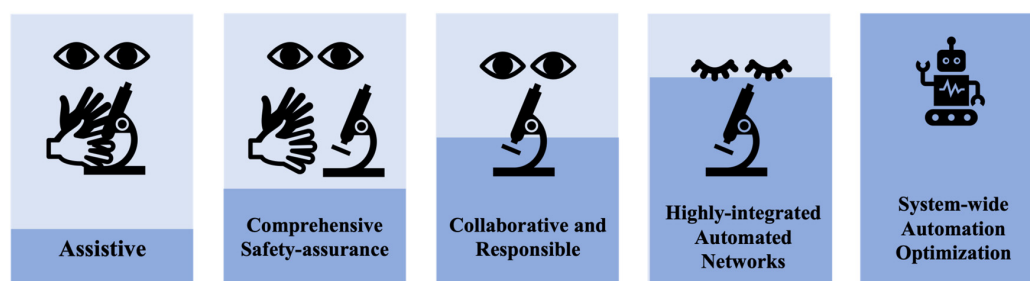 Assistive
Comprehensive
Safety-assurance
Collaborative and
Responsible
Highly-integrated
Automated
Networks
System-wide
Automation
Optimization